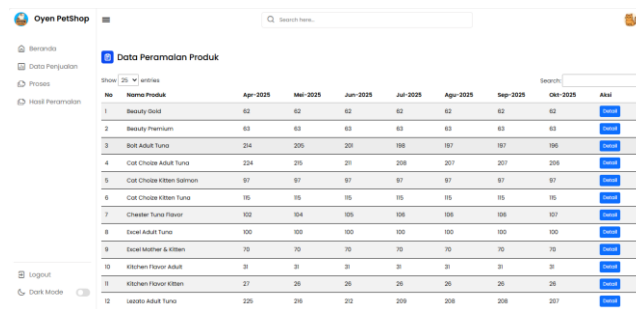 Oyen PetShop
Search here..
Beranda
Data Penjualan
Proses
Hasil Peramalan
Logout
Dark Mode
Data Peramalan Produk
Show 25 entries
Search:
No Nama Produk Apr-2025 Mei-2025 Jun-2025 Jul-2025 Agu-2025 Sep-2025 Okt-2025 Aksi
1 Beauty Gold 62 62 62 62 62 62 62 Detail
2 Beauty Premium 63 63 63 63 63 63 63 Detail
3 Bolt Adult Tuna 214 205 201 198 197 197 196 Detail
4 Cat Choize Adult Tuna 224 215 211 208 207 207 206 Detail
5 Cat Choize Kitten Salmon 97 97 97 97 97 97 97 Detail
6 Cat Choize Kitten Tuna 115 115 115 115 115 115 115 Detail
7 Chester Tuna Flavor 102 104 105 106 106 106 107 Detail
8 Excel Adult Tuna 100 100 100 100 100 100 100 Detail
9 Excel Mother & Kitten 70 70 70 70 70 70 70 Detail
10 Kitchen Flavor Adult 31 31 31 31 31 31 31 Detail
11 Kitchen Flavor Kitten 27 26 26 26 26 26 26 Detail
12 Lezato Adult Tuna 225 216 212 209 208 208 207 Detail